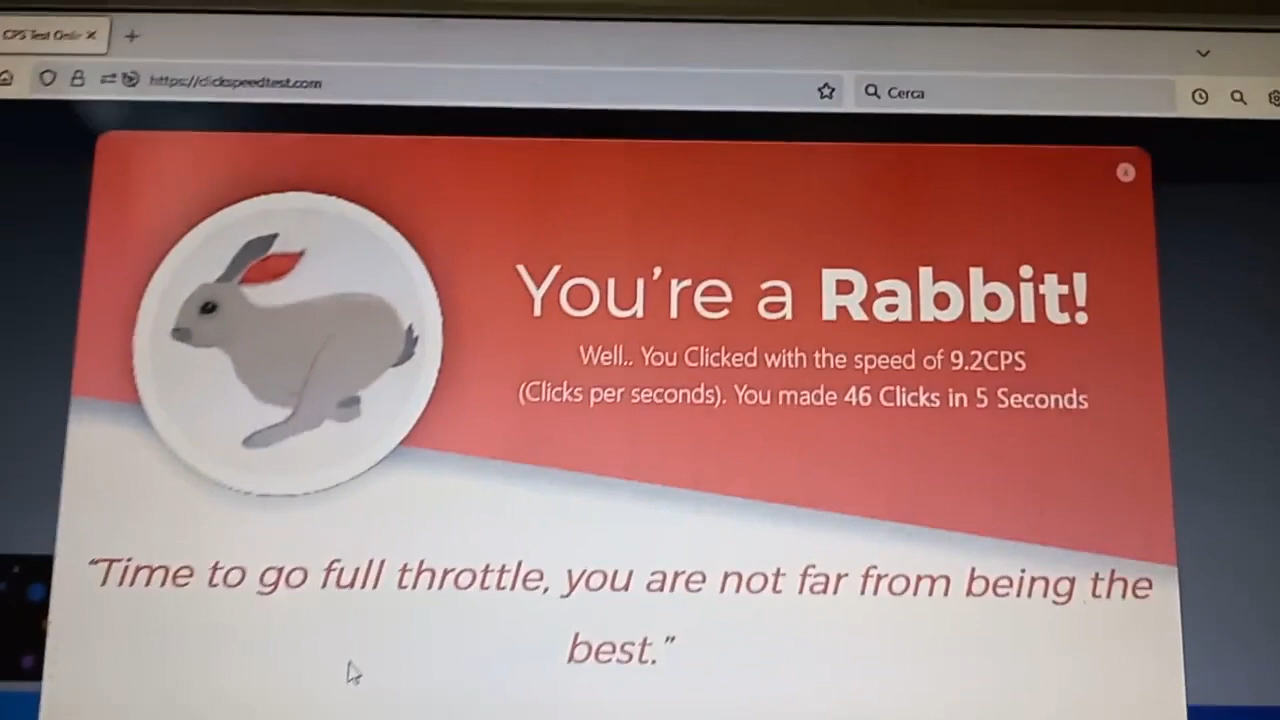 CPS Test Onlin
https://clickspeedtest.com
Cerca
You're a Rabbit!
Well.. You Clicked with the speed of 9.2CPS
(Clicks per seconds). You made 46 Clicks in 5 Seconds
"Time to go full throttle, you are not far from being the
best."